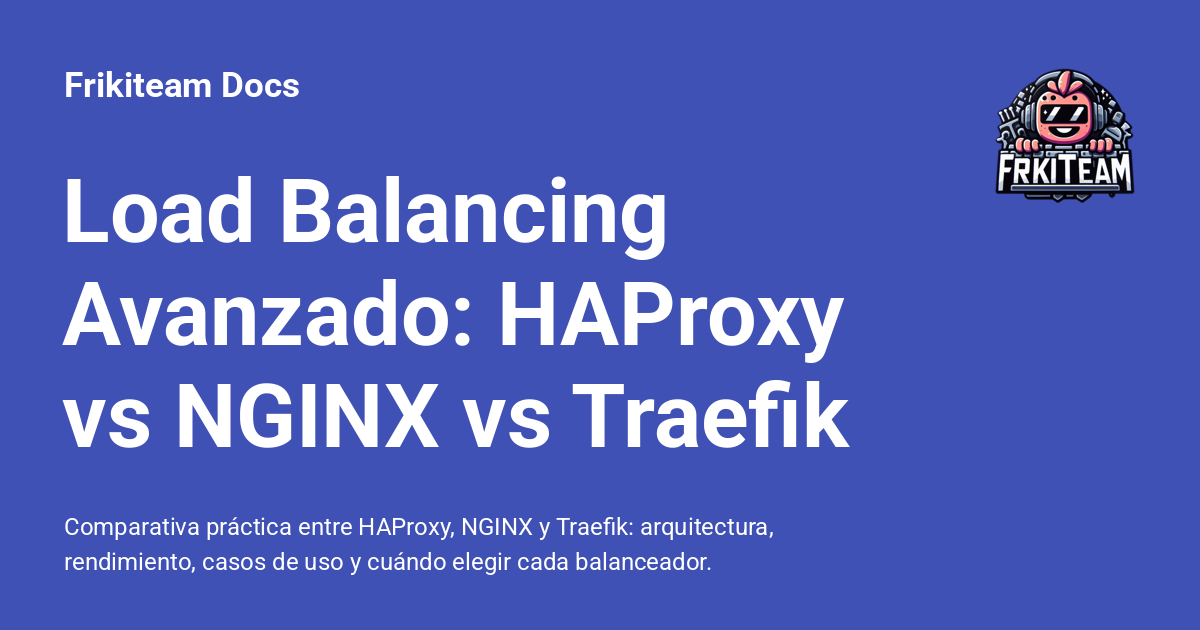 Frikiteam Docs
FRKITEAM
Load Balancing
Avanzado: HAProxy
vs NGINX vs Traefik
Comparativa práctica entre HAProxy, NGINX y Traefik: arquitectura,
rendimiento, casos de uso y cuándo elegir cada balanceador.